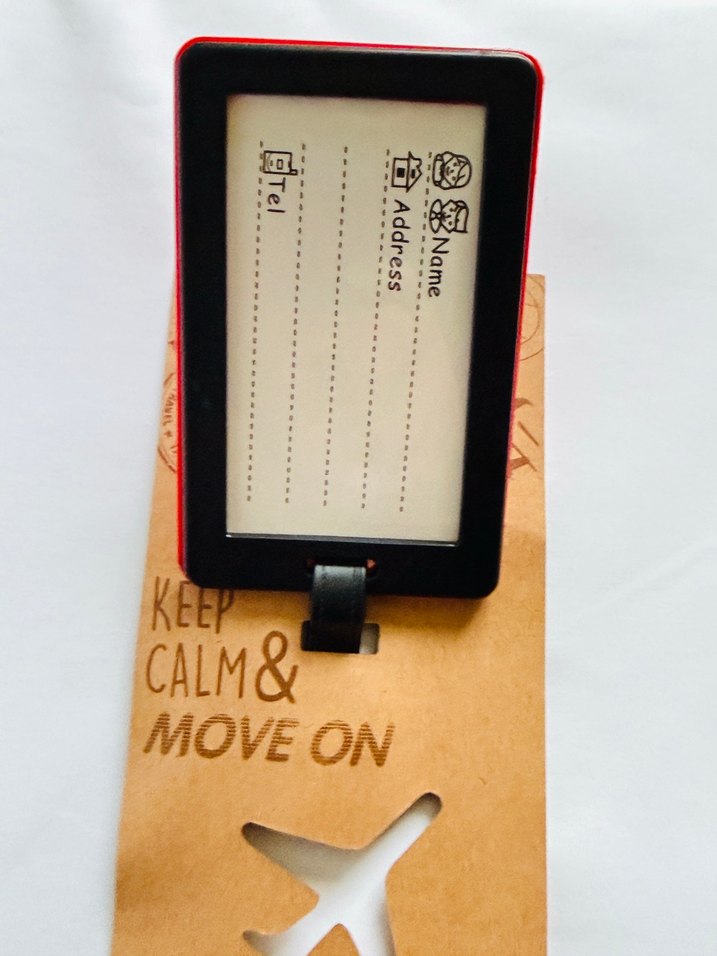 Name
Address
Tel
KEEP
CALM &
MOVE ON